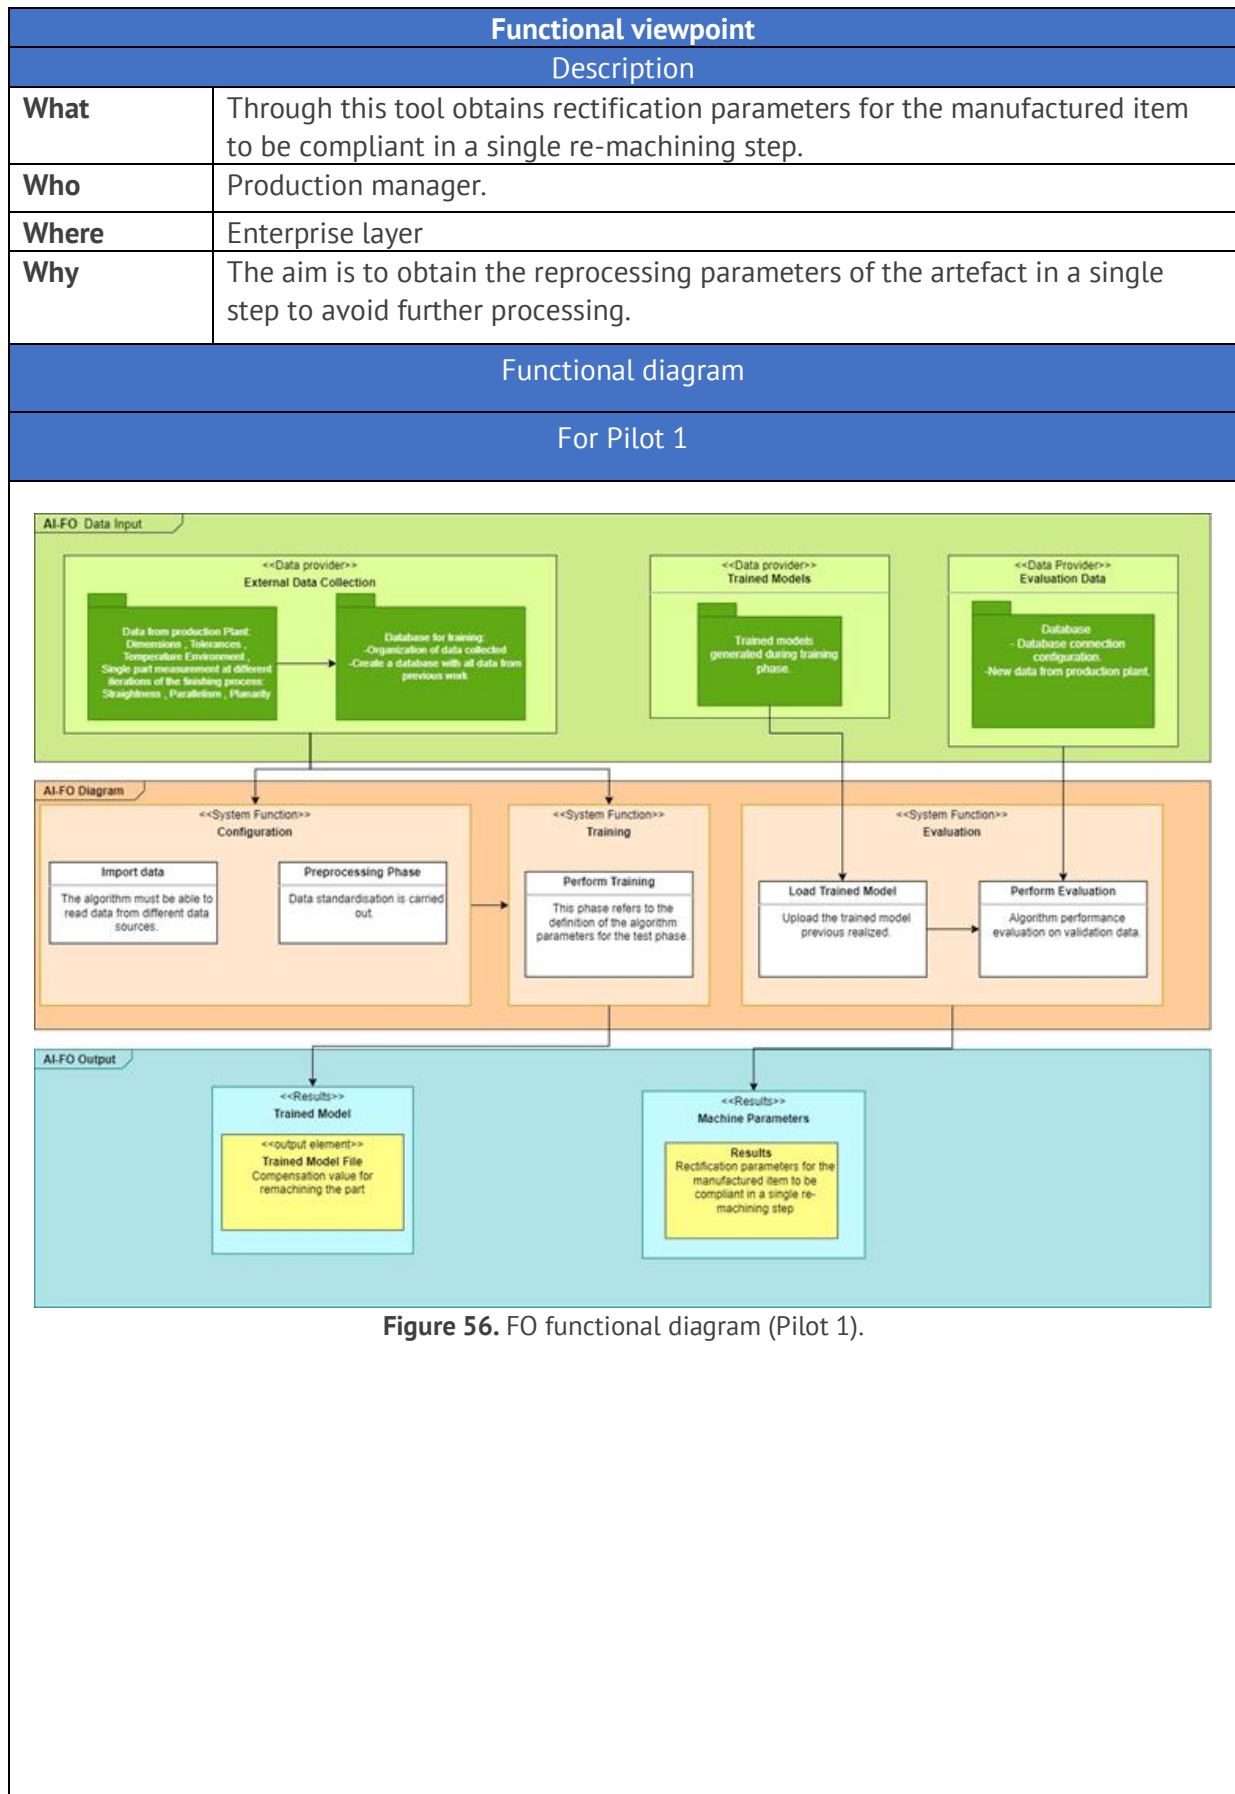 Functional viewpoint
Description
What
Through this tool obtains rectification parameters for the manufactured item
to be compliant in a single re-machining step.
Who
Production manager.
Where
Enterprise layer
Why
The aim is to obtain the reprocessing parameters of the artefact in a single
step to avoid further processing.
Functional diagram
For Pilot 1
AI-FO Data Input
<<Data provider>>
External Data Collection
Data from production Plant:
Dimensions , Tolerances ,
Temperature Environment ,
Single part measurement at different
iterations of the finishing process:
Straightness , Parallelism , Planarity
Database for training:
-Organization of data collected
-Create a database with all data from
previous work
<<Data provider>>
Trained Models
Trained models
generated during training
phase.
<<Data Provider>>
Evaluation Data
Database
- Database connection
configuration.
-New data from production plant.
AI-FO Diagram
<<System Function>>
Configuration
Import data
The algorithm must be able to
read data from different data
sources.
Preprocessing Phase
Data standardisation is carried
out.
<<System Function>>
Training
Perform Training
This phase refers to the
definition of the algorithm
parameters for the test phase.
<<System Function>>
Evaluation
Load Trained Model
Upload the trained model
previous realized.
Perform Evaluation
Algorithm performance
evaluation on validation data.
AI-FO Output
<<Results>>
Trained Model
<<output element>>
Trained Model File
Compensation value for
remachining the part
<<Results>>
Machine Parameters
Results
Rectification parameters for the
manufactured item to be
compliant in a single re-
machining step
Figure 56. FO functional diagram (Pilot 1).